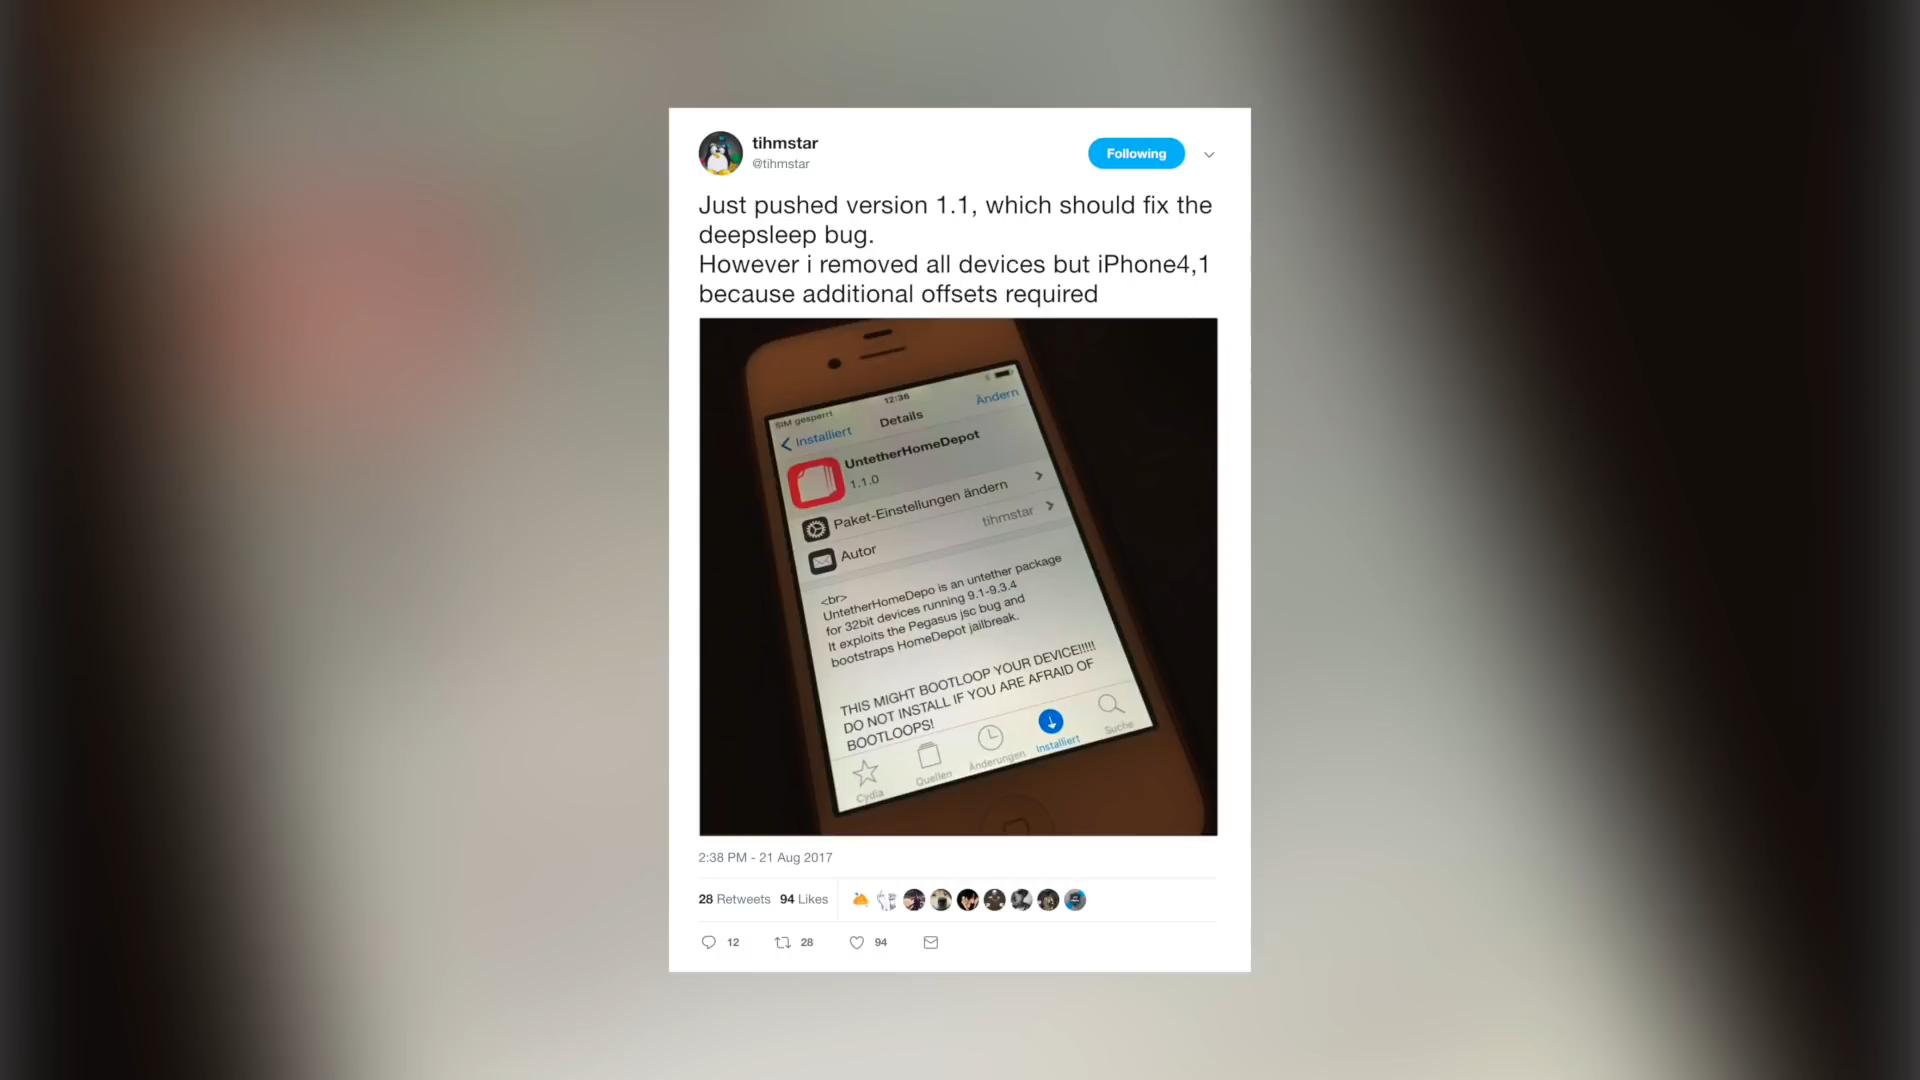 tihmstar
@tihmstar
Following
Just pushed version 1.1, which should fix the
deepsleep bug.
However i removed all devices but iPhone4,1
because additional offsets required
SIM gesperrt
12:36
Installiert
Details
Ändern
UntetherHomeDepot
1.1.0
Paket-Einstellungen ändern
Autor
tihmstar
<br>
UntetherHomeDepo is an untether package
for 32bit devices running 9.1-9.3.4
It exploits the Pegasus jsc bug and
bootstraps HomeDepot jailbreak.
THIS MIGHT BOOTLOOP YOUR DEVICE!!!!!
DO NOT INSTALL IF YOU ARE AFRAID OF
BOOTLOOPS!
Cydia
Quellen
Änderungen
Installiert
Suche
2:38 PM - 21 Aug 2017
28 Retweets 94 Likes
12 28 94